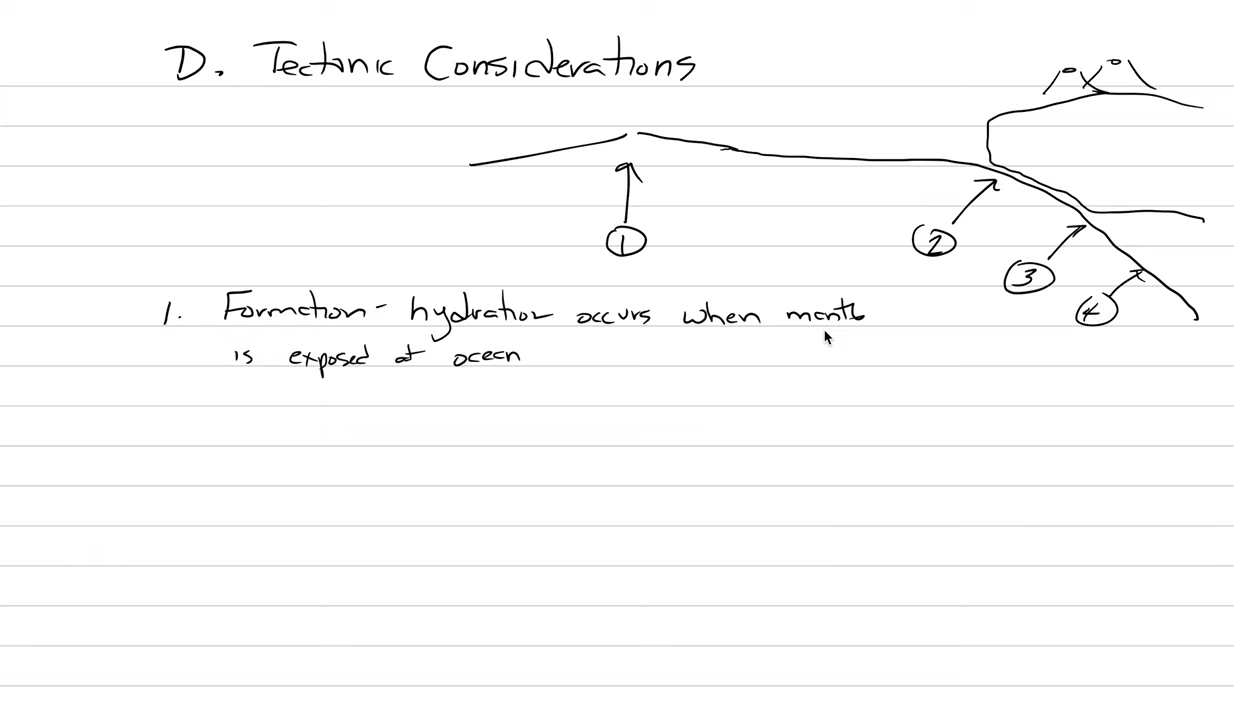 D. Tectonic Considerations
1
2
3
4
1. Formation - hydration occurs when mantle
is exposed at ocean